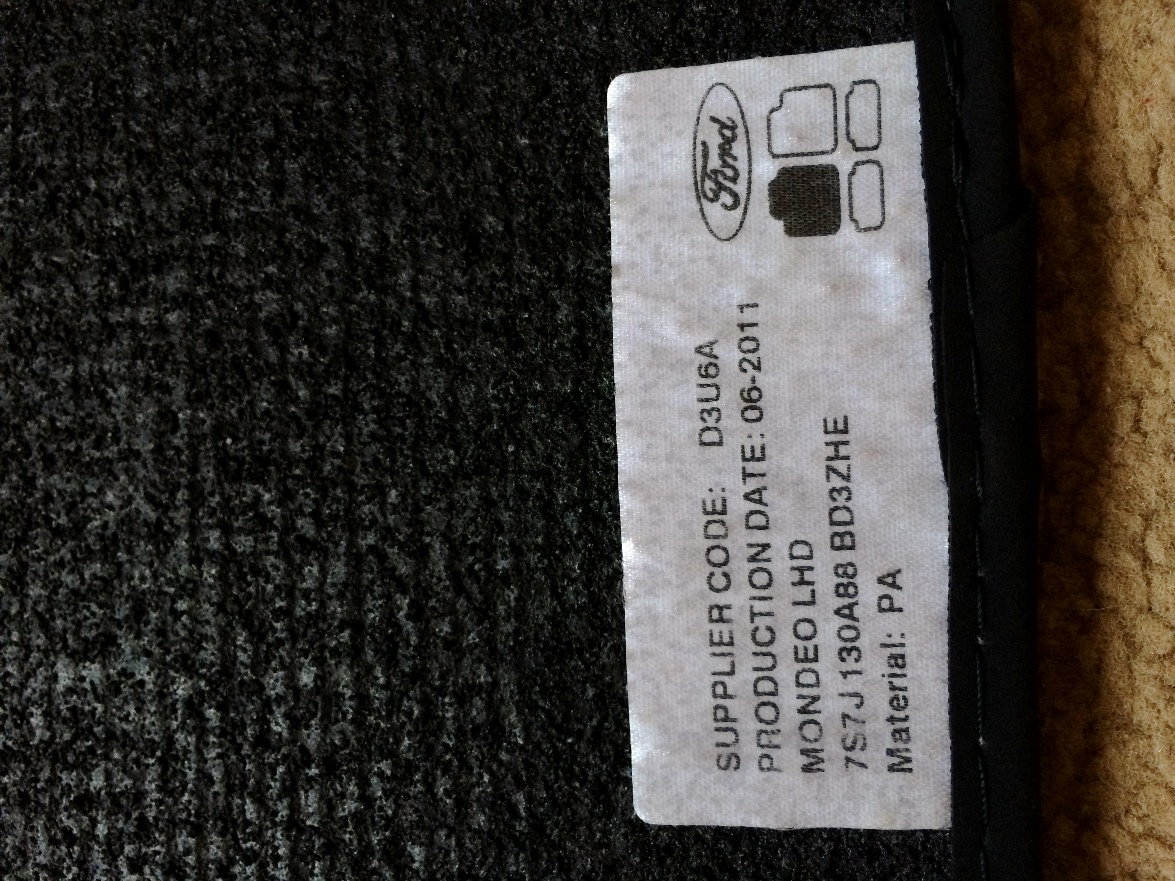 SUPPLIER CODE: D3U6A
PRODUCTION DATE: 06-2011
MONDEO LHD
7S7J 130A88 BD3ZHE
Material: PA
Ford